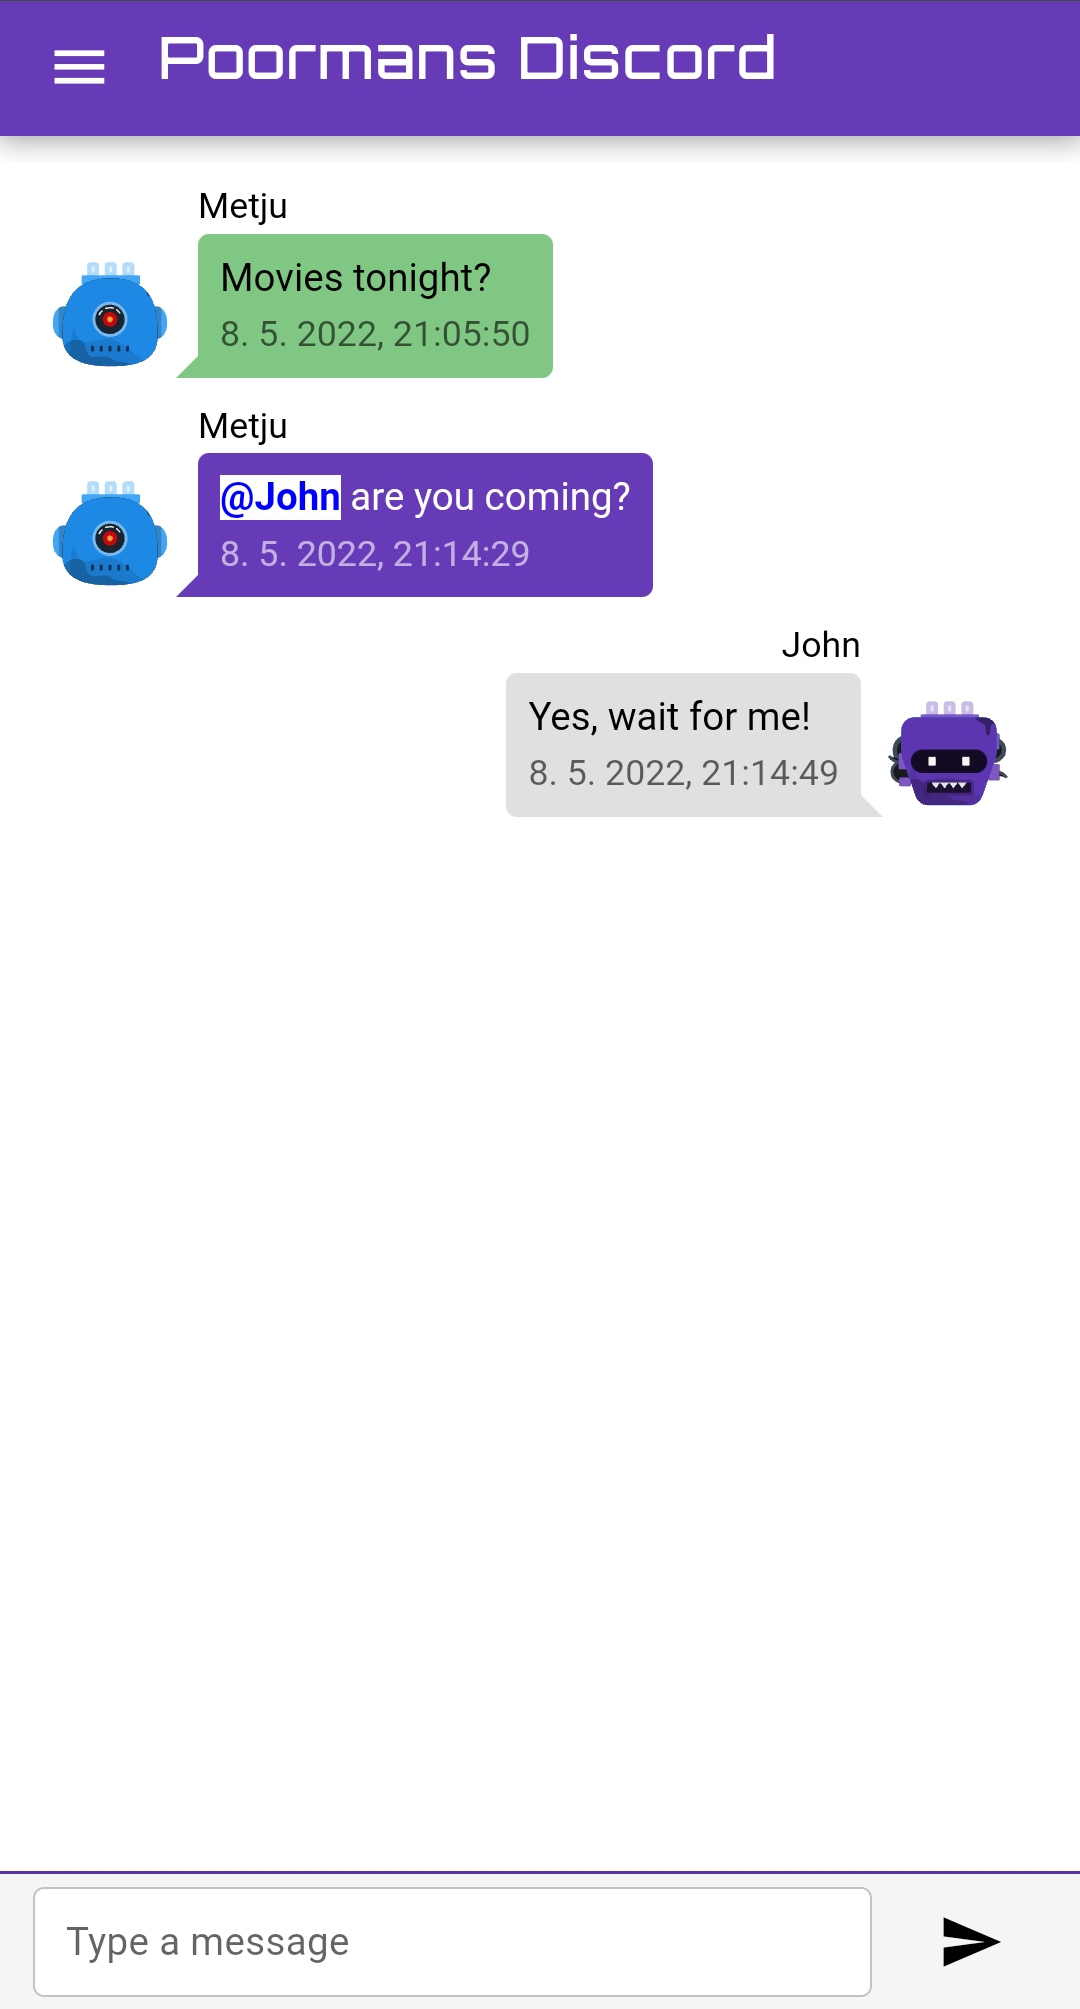 Poormans Discord
Metju
Movies tonight?
8. 5. 2022, 21:05:50
Metju
@John are you coming?
8. 5. 2022, 21:14:29
John
Yes, wait for me!
8. 5. 2022, 21:14:49
Type a message